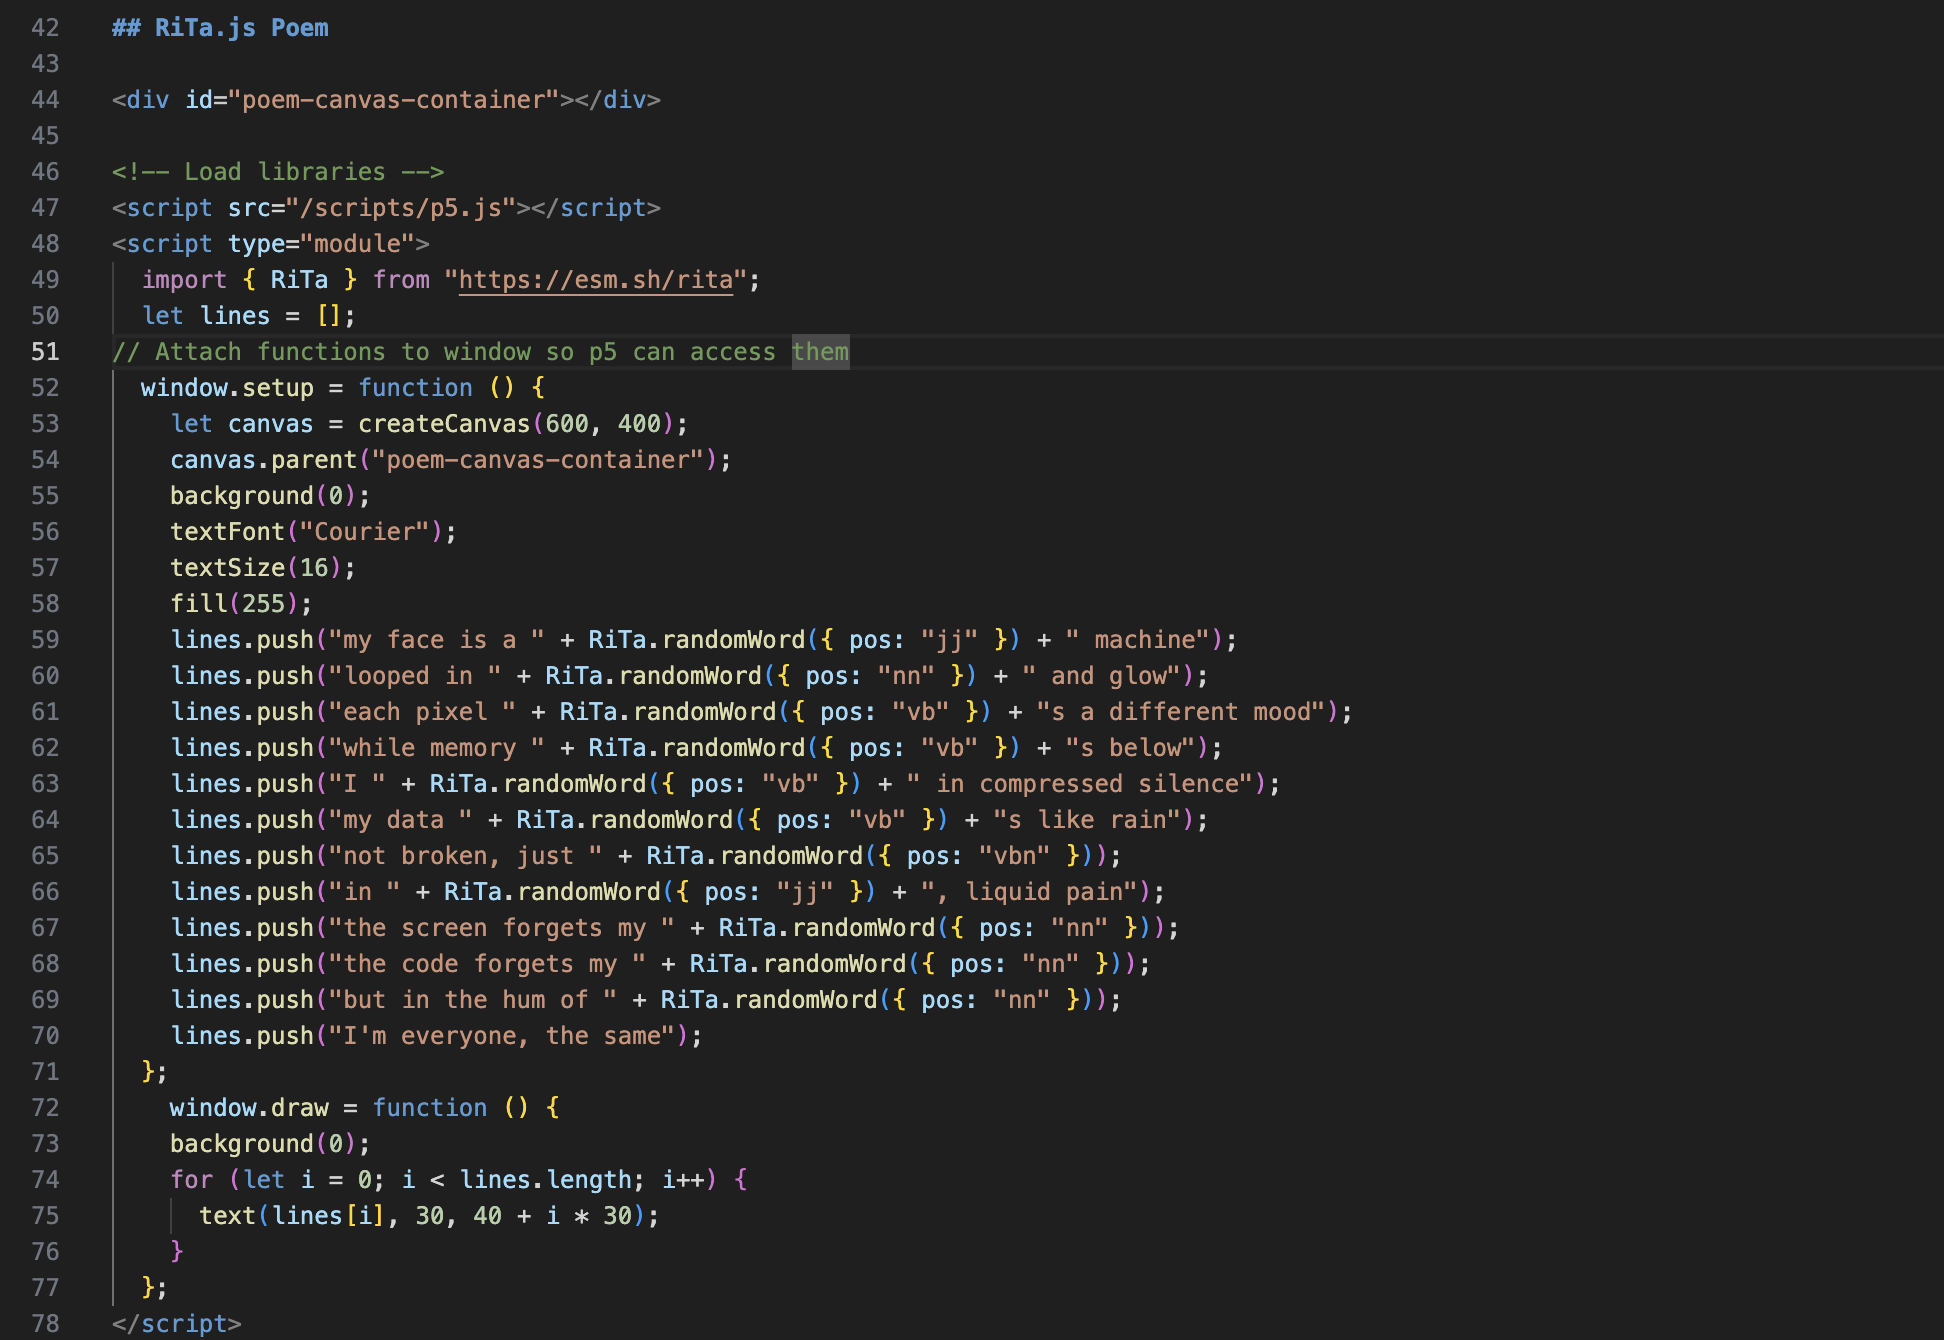 42 ## RiTa.js Poem
43
44 <div id="poem-canvas-container"></div>
45
46 <!-- Load libraries -->
47 <script src="/scripts/p5.js"></script>
48 <script type="module">
49   import { RiTa } from "https://esm.sh/rita";
50   let lines = [];
51 // Attach functions to window so p5 can access them
52   window.setup = function () {
53     let canvas = createCanvas(600, 400);
54     canvas.parent("poem-canvas-container");
55     background(0);
56     textFont("Courier");
57     textSize(16);
58     fill(255);
59     lines.push("my face is a " + RiTa.randomWord({ pos: "jj" }) + " machine");
60     lines.push("looped in " + RiTa.randomWord({ pos: "nn" }) + " and glow");
61     lines.push("each pixel " + RiTa.randomWord({ pos: "vb" }) + "s a different mood");
62     lines.push("while memory " + RiTa.randomWord({ pos: "vb" }) + "s below");
63     lines.push("I " + RiTa.randomWord({ pos: "vb" }) + " in compressed silence");
64     lines.push("my data " + RiTa.randomWord({ pos: "vb" }) + "s like rain");
65     lines.push("not broken, just " + RiTa.randomWord({ pos: "vbn" }));
66     lines.push("in " + RiTa.randomWord({ pos: "jj" }) + ", liquid pain");
67     lines.push("the screen forgets my " + RiTa.randomWord({ pos: "nn" }));
68     lines.push("the code forgets my " + RiTa.randomWord({ pos: "nn" }));
69     lines.push("but in the hum of " + RiTa.randomWord({ pos: "nn" }));
70     lines.push("I'm everyone, the same");
71   };
72     window.draw = function () {
73     background(0);
74     for (let i = 0; i < lines.length; i++) {
75       text(lines[i], 30, 40 + i * 30);
76     }
77   };
78 </script>